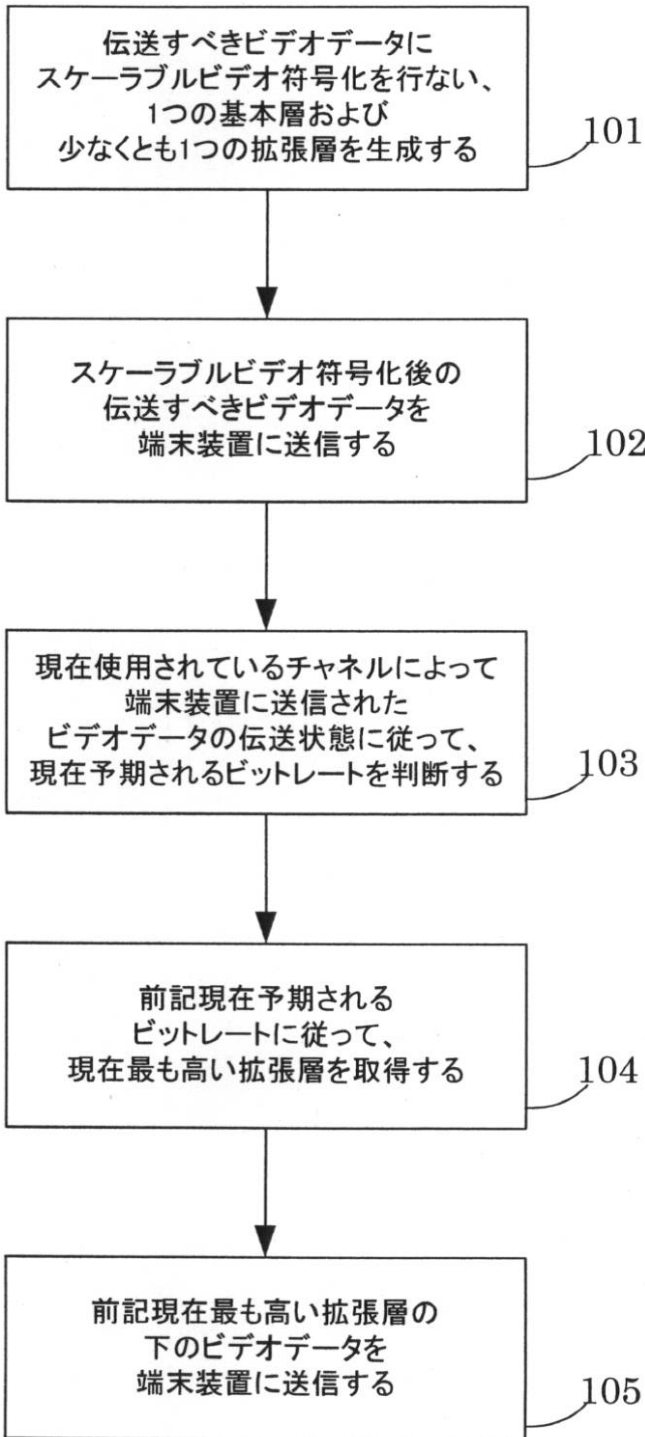 伝送すべきビデオデータに
スケーラブルビデオ符号化を行ない、
1つの基本層および
少なくとも1つの拡張層を生成する
101
スケーラブルビデオ符号化後の
伝送すべきビデオデータを
端末装置に送信する
102
現在使用されているチャネルによって
端末装置に送信された
ビデオデータの伝送状態に従って、
現在予期されるビットレートを判断する
103
前記現在予期される
ビットレートに従って、
現在最も高い拡張層を取得する
104
前記現在最も高い拡張層の
下のビデオデータを
端末装置に送信する
105